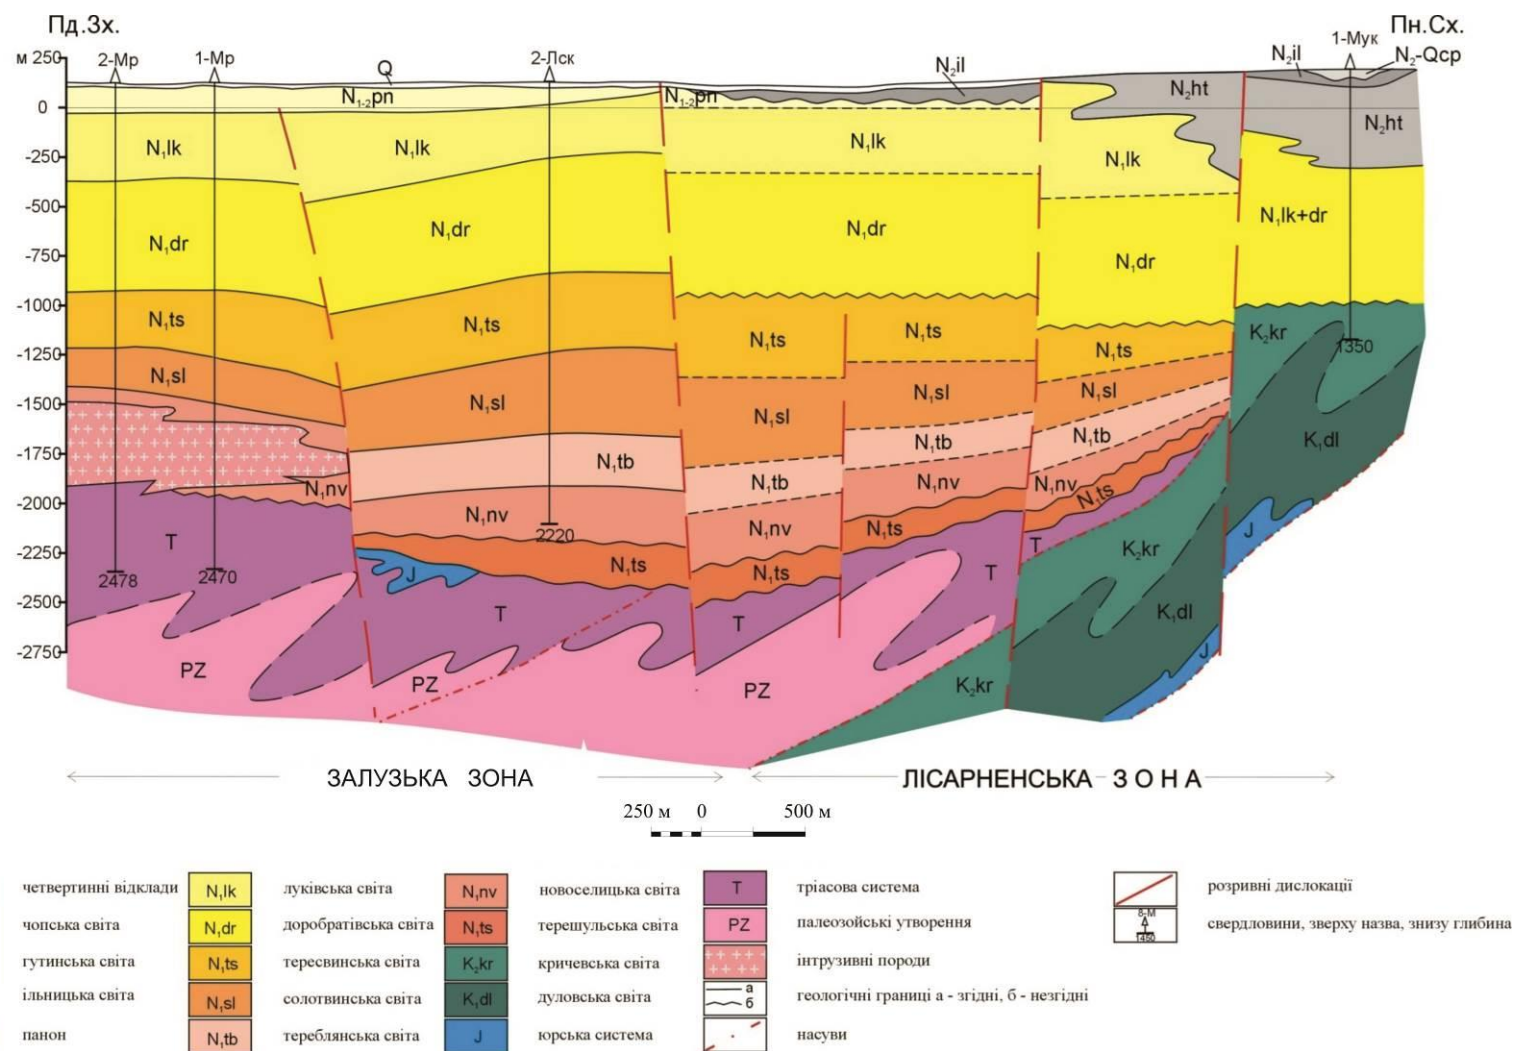 Пд.Зх.
Пн.Сх.
м 250
2-Мр
1-Мр
Q
2-Лск
N₂il
N₂il
1-Мук
N₂-Qcp
0
N₁₋₂pn
N₁₋₂pn
N₂ht
N₂ht
-250
N₁lk
N₁lk
N₁lk
N₁lk
-500
N₁lk+dr
-750
N₁dr
N₁dr
N₁dr
N₁dr
-1000
N₁ts
N₁ts
N₁ts
N₁ts
N₁ts
K₂kr
1350
-1250
N₁sl
N₁sl
N₁sl
N₁sl
N₁sl
-1500
N₁tb
N₁tb
N₁tb
N₁tb
K₁dl
-1750
N₁nv
N₁nv
N₁nv
N₁nv
N₁nv
-2000
N₁ts
N₁ts
N₁ts
N₁ts
2220
T
T
K₂kr
J
-2250
J
2478
2470
T
T
T
-2500
K₁dl
-2750
PZ
PZ
PZ
K₂kr
J
ЗАЛУЗЬКА ЗОНА
ЛІСАРНЕНСЬКА З О Н А
250 м 0 500 м
четвертинні відклади
N₁lk
луківська світа
N₁nv
новоселицька світа
T
тріасова система
розривні дислокації
чопська світа
N₁dr
доробратівська світа
N₁ts
терешульська світа
PZ
палеозойські утворення
8-М
1450
свердловини, зверху назва, знизу глибина
гутинська світа
N₁ts
тересвинська світа
K₂kr
кричевська світа
інтрузивні породи
ільницька світа
N₁sl
солотвинська світа
K₁dl
дуловська світа
а
б
геологічні границі а - згідні, б - незгідні
панон
N₁tb
тереблянська світа
J
юрська система
насуви